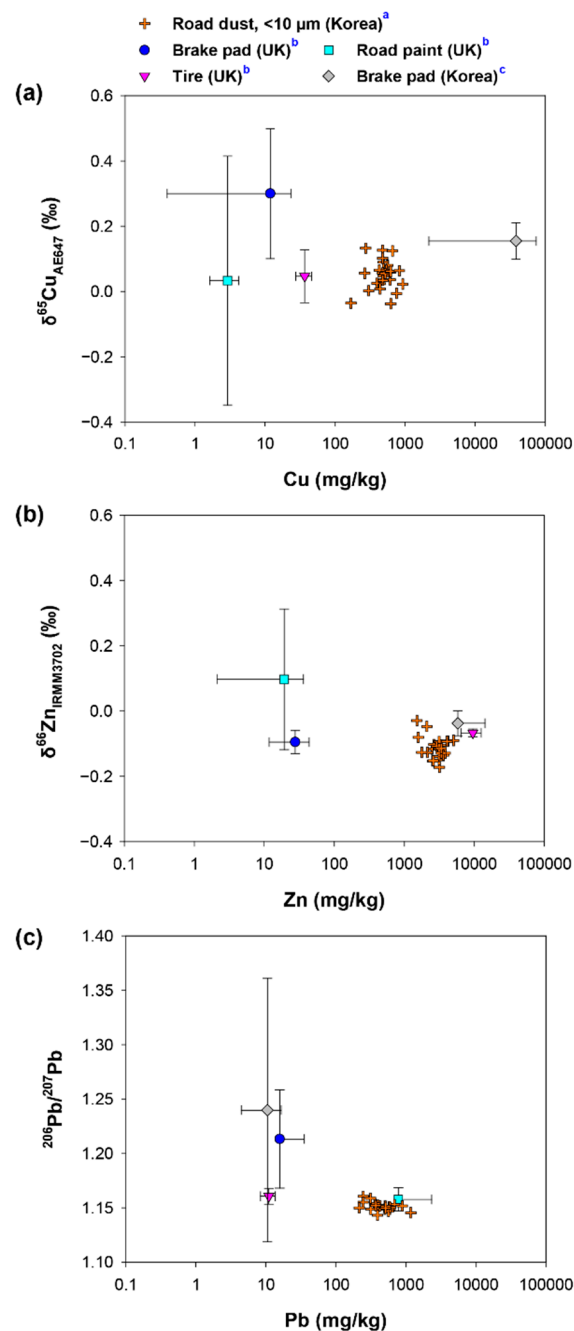 Road dust, <10 µm (Korea)a
Brake pad (UK)b Road paint (UK)b
Tire (UK)b Brake pad (Korea)c
(a)
0.6
0.4
0.2
0.0
−0.2
−0.4
δ65CuAE647 (‰)
0.1 1 10 100 1000 10000 100000
Cu (mg/kg)
(b)
0.6
0.4
0.2
0.0
−0.2
−0.4
δ66ZnIRMM3702 (‰)
0.1 1 10 100 1000 10000 100000
Zn (mg/kg)
(c)
1.40
1.35
1.30
1.25
1.20
1.15
1.10
206Pb/207Pb
0.1 1 10 100 1000 10000 100000
Pb (mg/kg)